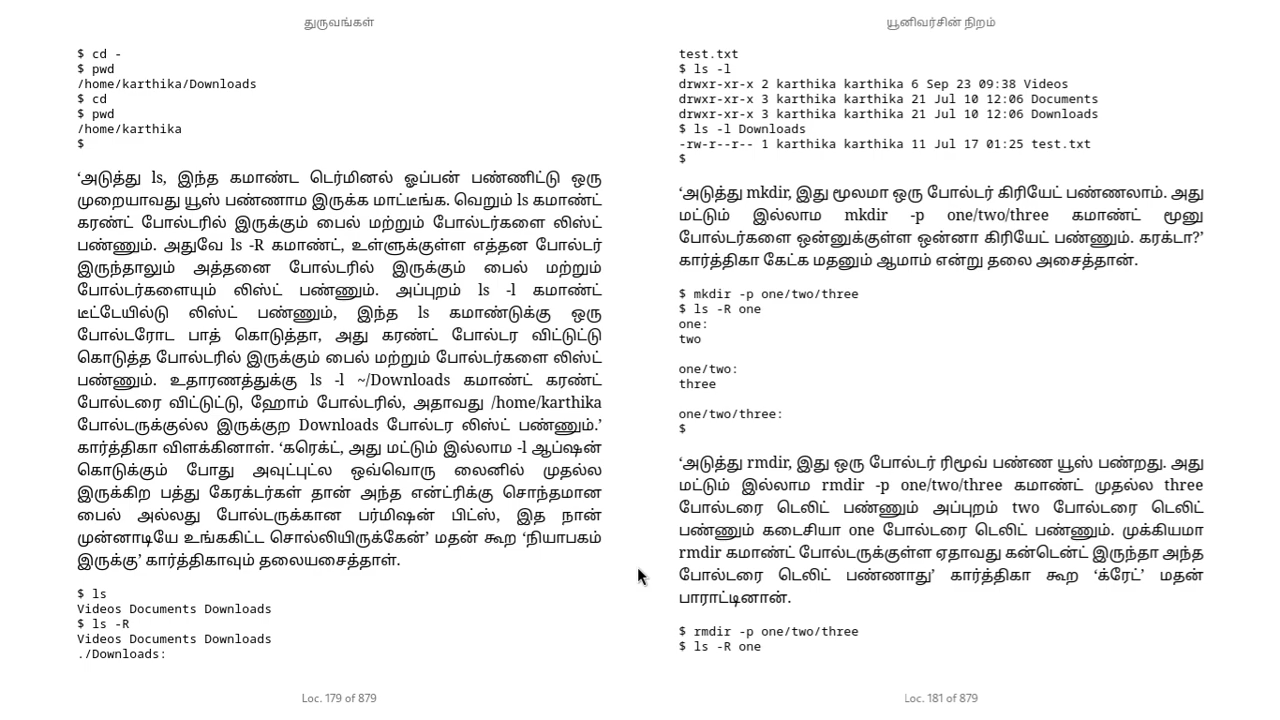 துருவங்கள்
$ cd -
$ pwd
/home/karthika/Downloads
$ cd
$ pwd
/home/karthika
$
‘அடுத்து ls, இந்த கமாண்ட டெர்மினல் ஓப்பன் பண்ணிட்டு ஒரு
முறையாவது யூஸ் பண்ணாம இருக்க மாட்டீங்க. வெறும் ls கமாண்ட்
கரண்ட் போல்டரில் இருக்கும் பைல் மற்றும் போல்டர்களை லிஸ்ட்
பண்ணும். அதுவே ls -R கமாண்ட், உள்ளுக்குள்ள எத்தன போல்டர்
இருந்தாலும் அத்தனை போல்டரில் இருக்கும் பைல் மற்றும்
போல்டர்களையும் லிஸ்ட் பண்ணும். அப்புறம் ls -l கமாண்ட்
டீட்டேயில்டு லிஸ்ட் பண்ணும், இந்த ls கமாண்டுக்கு ஒரு
போல்டரோட பாத் கொடுத்தா, அது கரண்ட் போல்டர விட்டுட்டு
கொடுத்த போல்டரில் இருக்கும் பைல் மற்றும் போல்டர்களை லிஸ்ட்
பண்ணும். உதாரணத்துக்கு ls -l ~/Downloads கமாண்ட் கரண்ட்
போல்டரை விட்டுட்டு, ஹோம் போல்டரில், அதாவது /home/karthika
போல்டருக்குல்ல இருக்குற Downloads போல்டர லிஸ்ட் பண்ணும்.’
கார்த்திகா விளக்கினாள். ‘கரெக்ட், அது மட்டும் இல்லாம -l ஆப்ஷன்
கொடுக்கும் போது அவுட்புட்ல ஒவ்வொரு லைனில் முதல்ல
இருக்கிற பத்து கேரக்டர்கள் தான் அந்த என்ட்ரிக்கு சொந்தமான
பைல் அல்லது போல்டருக்கான பர்மிஷன் பிட்ஸ், இத நான்
முன்னாடியே உங்ககிட்ட சொல்லியிருக்கேன்’ மதன் கூற ‘நியாபகம்
இருக்கு’ கார்த்திகாவும் தலையசைத்தாள்.
$ ls
Videos Documents Downloads
$ ls -R
Videos Documents Downloads
./Downloads:
Loc. 179 of 879
யூனிவர்சின் நிறம்
test.txt
$ ls -l
drwxr-xr-x 2 karthika karthika 6 Sep 23 09:38 Videos
drwxr-xr-x 3 karthika karthika 21 Jul 10 12:06 Documents
drwxr-xr-x 3 karthika karthika 21 Jul 10 12:06 Downloads
$ ls -l Downloads
-rw-r--r-- 1 karthika karthika 11 Jul 17 01:25 test.txt
$
‘அடுத்து mkdir, இது மூலமா ஒரு போல்டர் கிரியேட் பண்ணலாம். அது
மட்டும் இல்லாம mkdir -p one/two/three கமாண்ட் மூனு
போல்டர்களை ஒன்னுக்குள்ள ஒன்னா கிரியேட் பண்ணும். கரக்டா?’
கார்த்திகா கேட்க மதனும் ஆமாம் என்று தலை அசைத்தான்.
$ mkdir -p one/two/three
$ ls -R one
one:
two
one/two:
three
one/two/three:
$
‘அடுத்து rmdir, இது ஒரு போல்டர் ரிமூவ் பண்ண யூஸ் பண்றது. அது
மட்டும் இல்லாம rmdir -p one/two/three கமாண்ட் முதல்ல three
போல்டரை டெலிட் பண்ணும் அப்புறம் two போல்டரை டெலிட்
பண்ணும் கடைசியா one போல்டரை டெலிட் பண்ணும். முக்கியமா
rmdir கமாண்ட் போல்டருக்குள்ள ஏதாவது கன்டென்ட் இருந்தா அந்த
போல்டரை டெலிட் பண்ணாது’ கார்த்திகா கூற ‘க்ரேட்’ மதன்
பாராட்டினான்.
$ rmdir -p one/two/three
$ ls -R one
Loc. 181 of 879